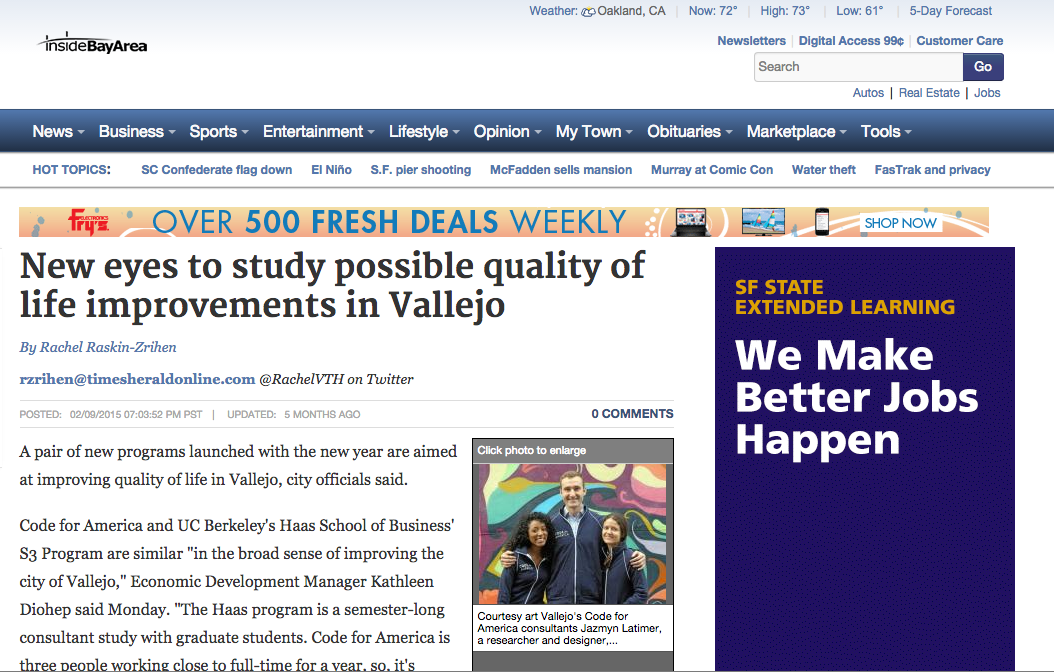 Weather: Oakland, CA | Now: 72° | High: 73° | Low: 61° | 5-Day Forecast
insideBayArea
Newsletters | Digital Access 99¢ | Customer Care
Search Go
Autos | Real Estate | Jobs
News Business Sports Entertainment Lifestyle Opinion My Town Obituaries Marketplace Tools
HOT TOPICS: SC Confederate flag down El Niño S.F. pier shooting McFadden sells mansion Murray at Comic Con Water theft FasTrak and privacy
Fry's ELECTRONICS OVER 500 FRESH DEALS WEEKLY SHOP NOW
New eyes to study possible quality of
life improvements in Vallejo
By Rachel Raskin-Zrihen
rzrihen@timesheraldonline.com @RachelVTH on Twitter
POSTED: 02/09/2015 07:03:52 PM PST | UPDATED: 5 MONTHS AGO
0 COMMENTS
A pair of new programs launched with the new year are aimed
at improving quality of life in Vallejo, city officials said.
Code for America and UC Berkeley's Haas School of Business'
S3 Program are similar "in the broad sense of improving the
city of Vallejo," Economic Development Manager Kathleen
Diohep said Monday. "The Haas program is a semester-long
consultant study with graduate students. Code for America is
three people working close to full-time for a year, so, it's
Click photo to enlarge
Courtesy art Vallejo's Code for
America consultants Jazmyn Latimer,
a researcher and designer,...
SF STATE
EXTENDED LEARNING
We Make
Better Jobs
Happen